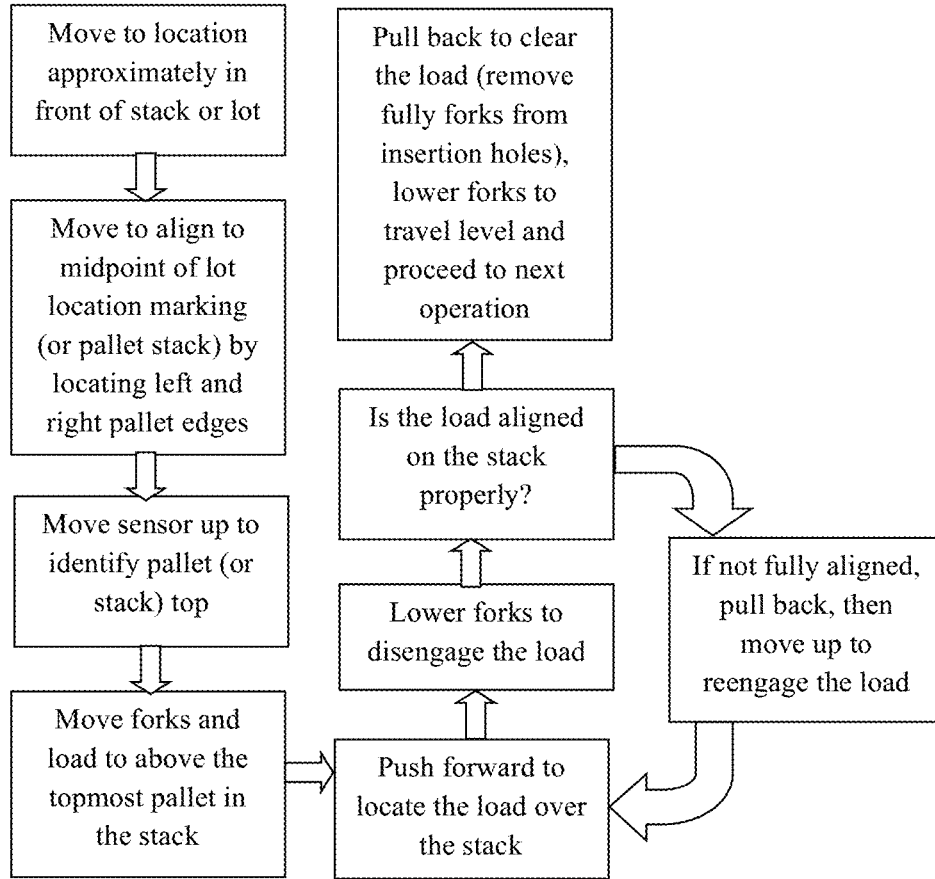 Move to location
approximately in
front of stack or lot
Move to align to
midpoint of lot
location marking
(or pallet stack) by
locating left and
right pallet edges
Move sensor up to
identify pallet (or
stack) top
Move forks and
load to above the
topmost pallet in
the stack
Push forward to
locate the load over
the stack
Lower forks to
disengage the load
Is the load aligned
on the stack
properly?
Pull back to clear
the load (remove
fully forks from
insertion holes),
lower forks to
travel level and
proceed to next
operation
If not fully aligned,
pull back, then
move up to
reengage the load